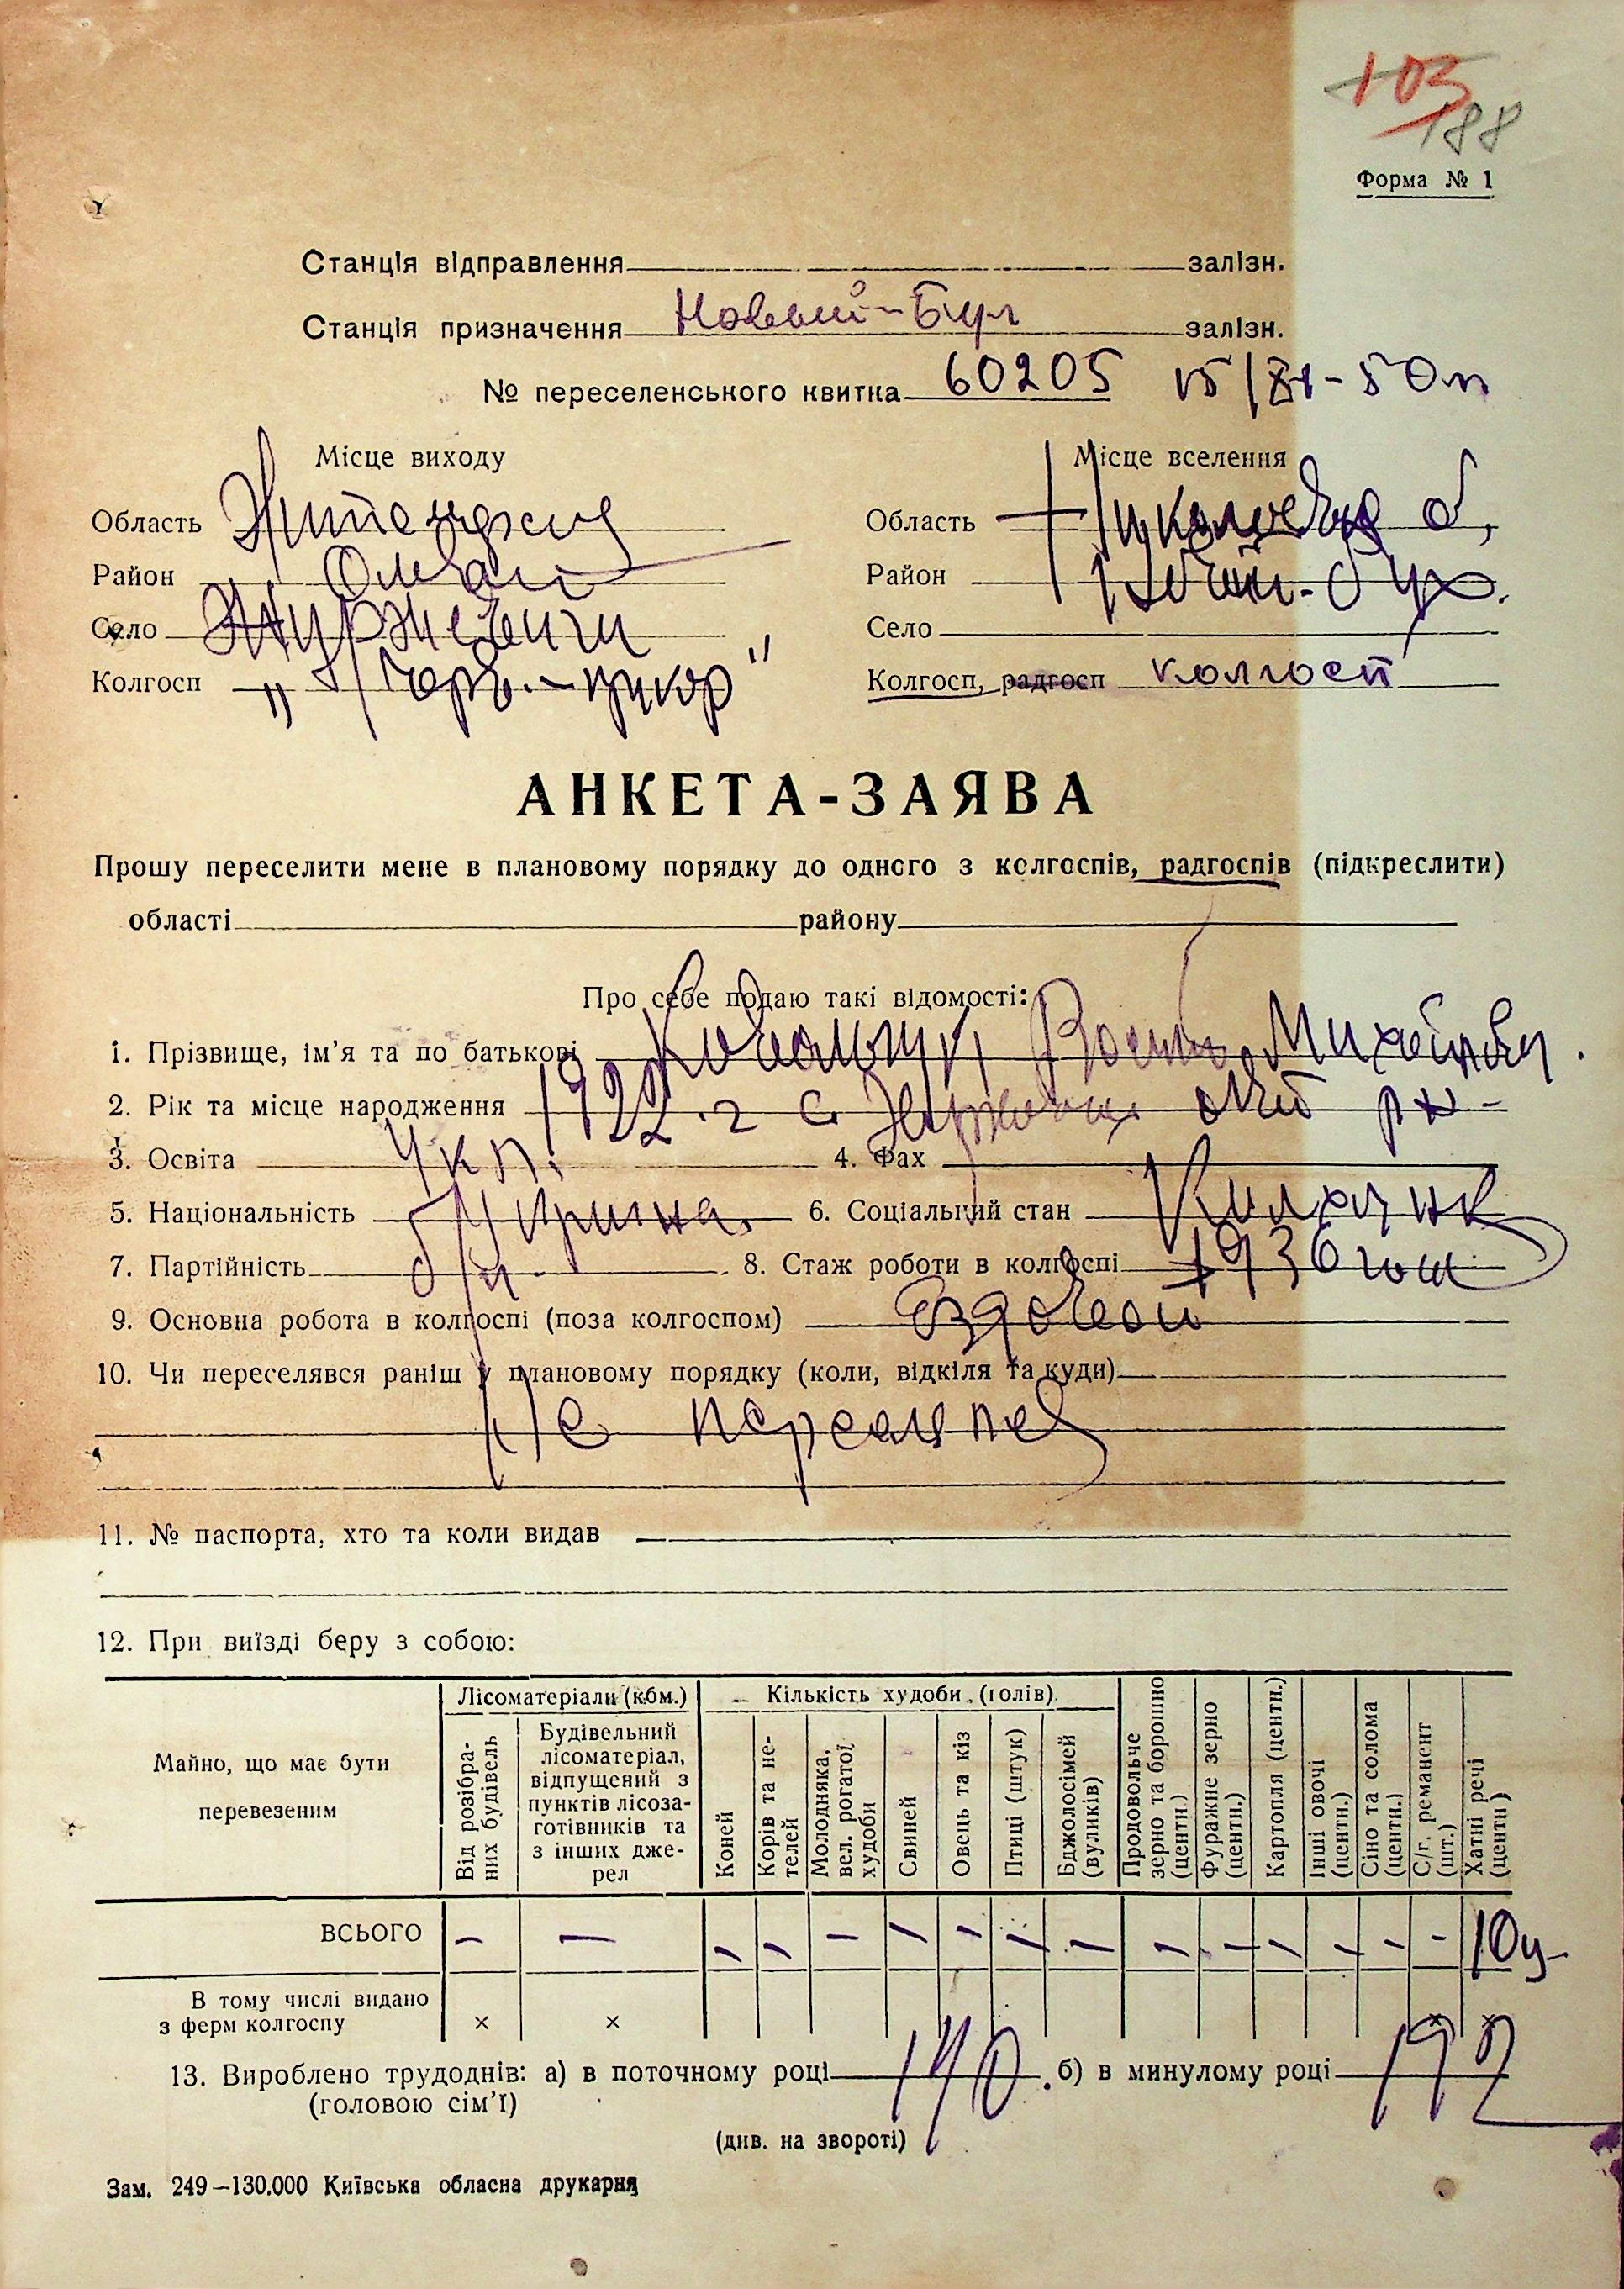 103
188
Форма № 1
Станція відправлення залізн.
Станція призначення Новый-Буг залізн.
№ переселенського квитка 60205 15/XI-50
Місце виходу Місце вселення
Область Область
Район Район
Село Село
Колгосп Колгосп, радгосп колгосп
АНКЕТА-ЗАЯВА
Прошу переселити мене в плановому порядку до одного з колгоспів, радгоспів (підкреслити)
області району
Про себе подаю такі відомості:
1. Прізвище, ім’я та по батькові Ковальчук
2. Рік та місце народження 1922 г с.
3. Освіта 4. Фах
5. Національність 6. Соціальний стан
7. Партійність б/п 8. Стаж роботи в колгоспі 1936
9. Основна робота в колгоспі (поза колгоспом) Ездовой
10. Чи переселявся раніш у плановому порядку (коли, відкіля та куди)
Не
11. № паспорта, хто та коли видав
12. При виїзді беру з собою:
Майно, що має бути перевезеним
Лісоматеріали (кбм.)
Кількість худоби (голів)
Від розібраних будівель
Будівельний лісоматеріал, відпущений з пунктів лісозаготівників та з інших джерел
Коней
Корів та нетелей
Молодняка, вел. рогатої худоби
Свиней
Овець та кіз
Птиці (штук)
Бджолосімей (вуликів)
Продовольче зерно та борошно (центн.)
Фуражне зерно (центн.)
Картопля (центн.)
Інші овочі (центн.)
Сіно та солома (центн.)
С/г. реманент (шт.)
Хатні речі (центн)
ВСЬОГО — — — — — — — — — — — — — — — 10ц
В тому числі видано
з ферм колгоспу × × × ×
13. Вироблено трудоднів: а) в поточному році 140. б) в минулому році 192
(головою сім’ї)
(див. на звороті)
Зам. 249—130.000 Київська обласна друкарня